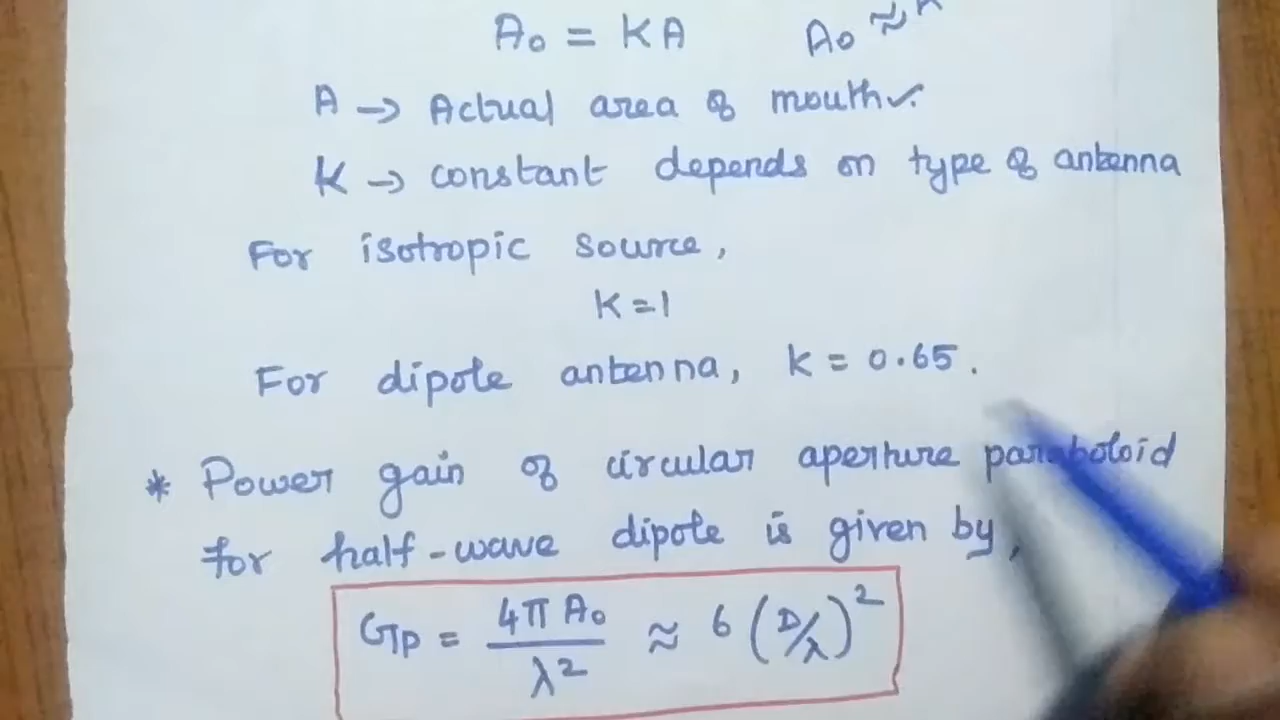 A₀ = KA A₀ ≈
A → Actual area of mouth.
K → constant depends on type of antenna
For isotropic source,
K = 1
For dipole antenna, K = 0.65.
* Power gain of circular aperture paraboloid
for half-wave dipole is given by,
Gp = 4π A₀ / λ² ≈ 6 (D/λ)²